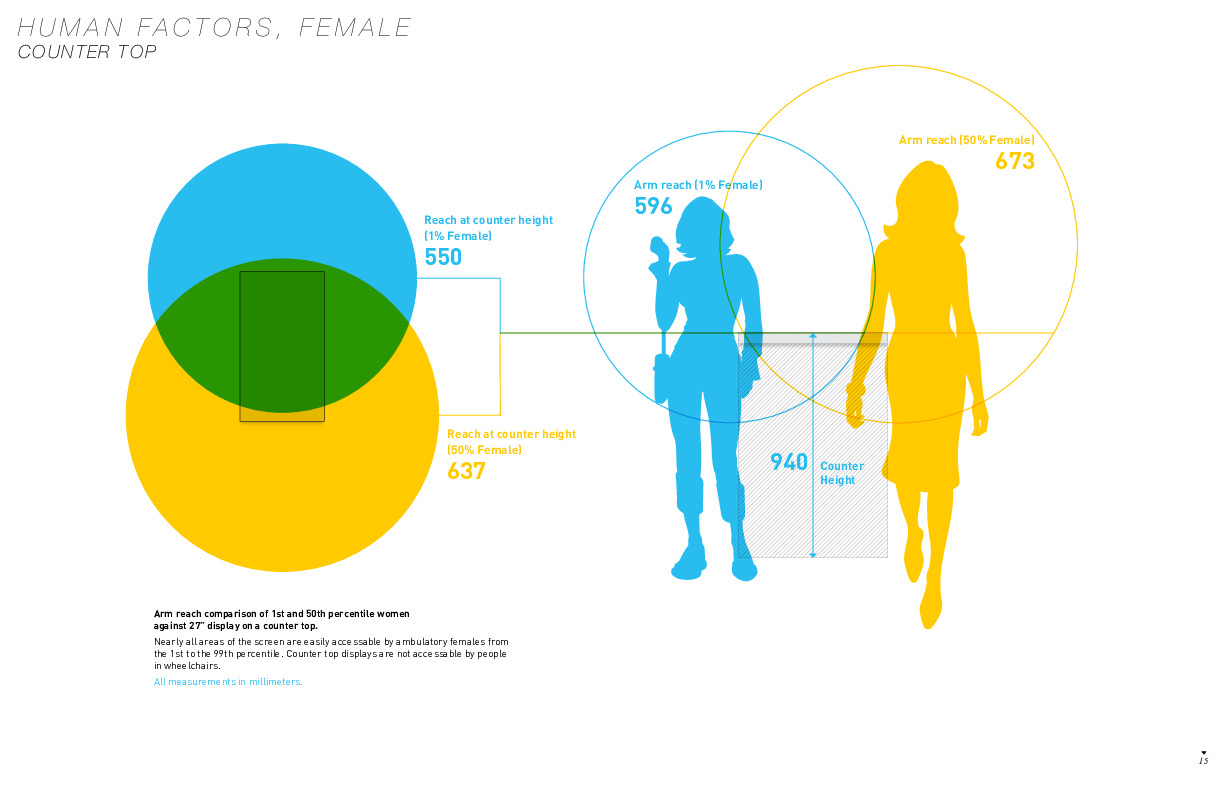 HUMAN FACTORS, FEMALE
COUNTER TOP
Arm reach (50% Female)
673
Arm reach (1% Female)
596
Reach at counter height
(1% Female)
550
Reach at counter height
(50% Female)
637
940
Counter
Height
Arm reach comparison of 1st and 50th percentile women
against 27" display on a counter top.
Nearly all areas of the screen are easily accessable by ambulatory females from
the 1st to the 99th percentile. Counter top displays are not accessable by people
in wheelchairs.
All measurements in millimeters.
15